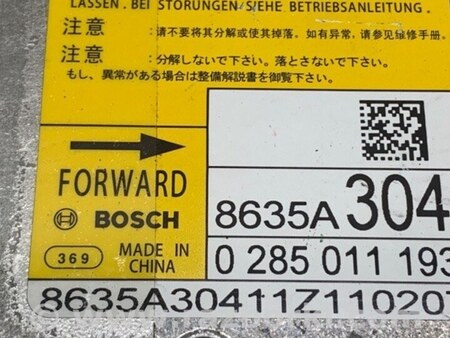 LASSEN. BEI STÖRUNGEN SIEHE BETRIEBSANLEITUNG.
注意 :请不要将其分解或使其掉落。如有异常,请参见维修手册.
注意 :分解しないで下さい。落とさないで下さい。
もし、異常がある場合は整備解説書を御覧下さい。
FORWARD
BOSCH
8635A 304
369 MADE IN CHINA
0 285 011 193
8635A30411Z11020